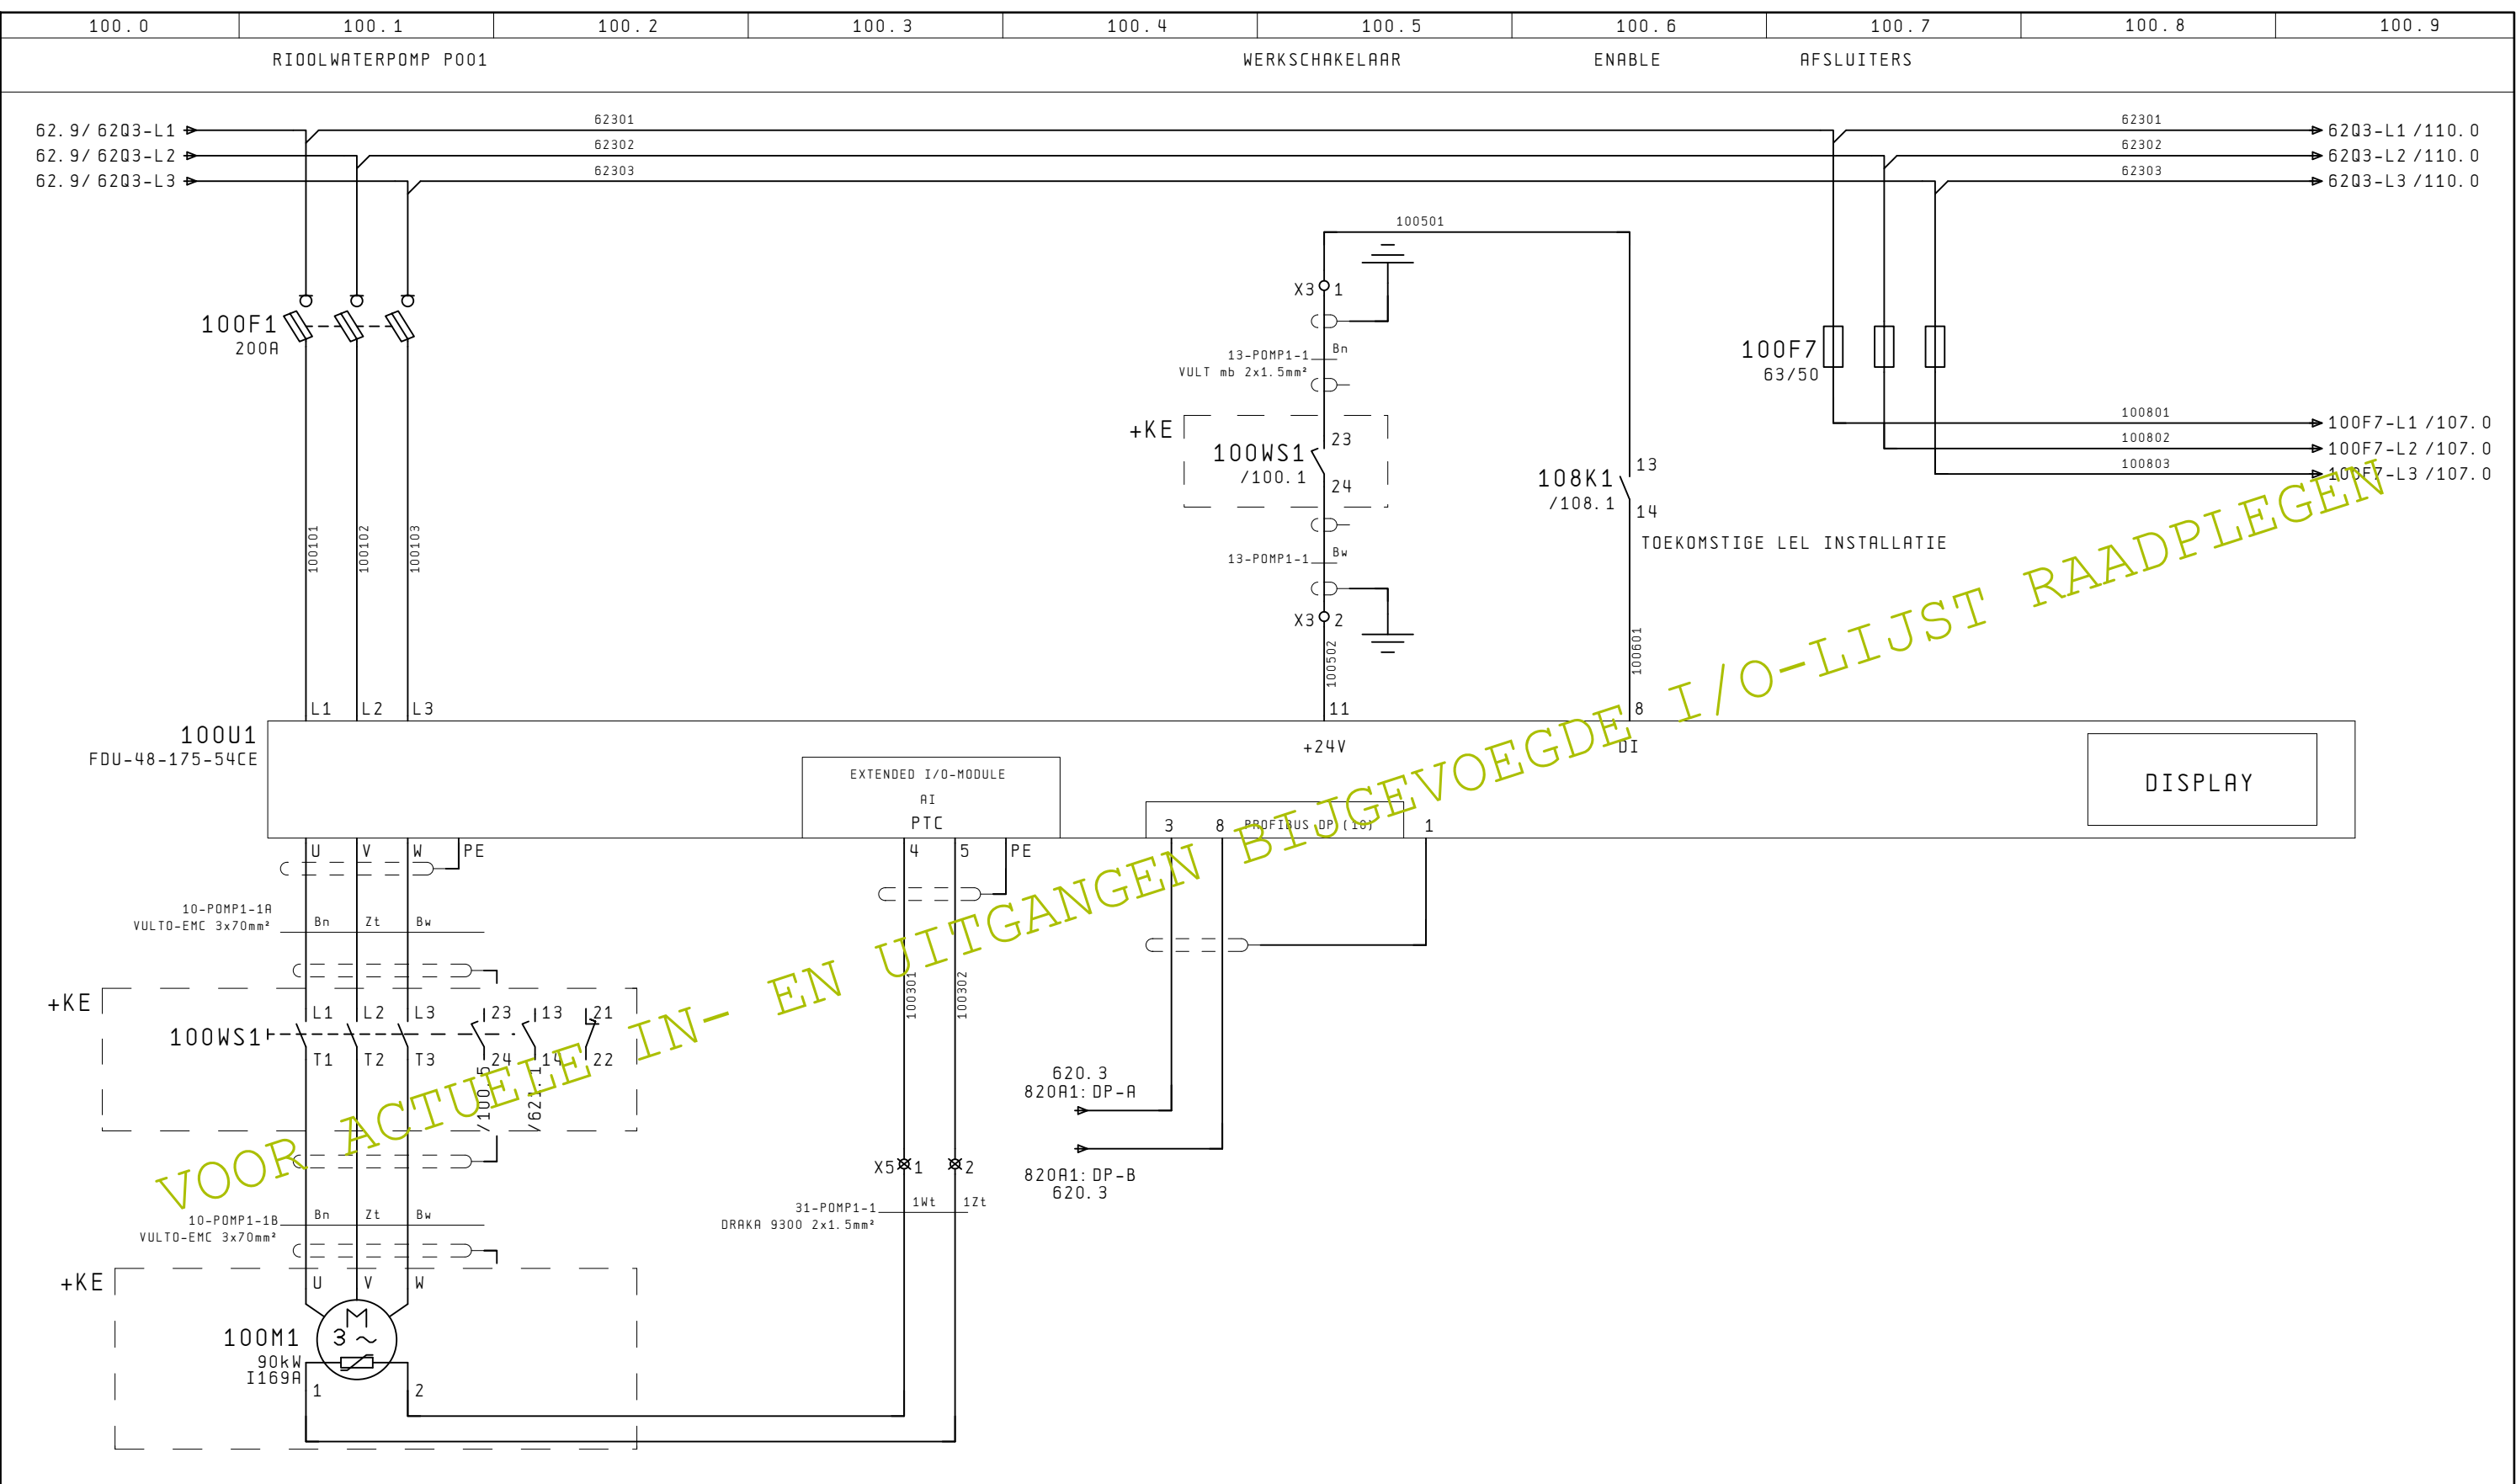 100.0 100.1 100.2 100.3 100.4 100.5 100.6 100.7 100.8 100.9
RIOOLWATERPOMP P001 WERKSCHAKELAAR ENABLE AFSLUITERS
62.9/ 62Q3-L1 62301 62301 62Q3-L1 /110.0
62.9/ 62Q3-L2 62302 62302 62Q3-L2 /110.0
62.9/ 62Q3-L3 62303 62303 62Q3-L3 /110.0
100501
X3 1
100F1
200A
13-POMP1-1 Bn
VULT mb 2x1.5mm²
100F7
63/50
100801 100F7-L1 /107.0
100802 100F7-L2 /107.0
100803 100F7-L3 /107.0
+KE
100WS1
/100.1
23
24
108K1
/108.1
13
14
TOEKOMSTIGE LEL INSTALLATIE
100101 100102 100103
13-POMP1-1 Bw
X3 2
100502
100601
L1 L2 L3
11 8
100U1
FDU-48-175-54CE
+24V DI
EXTENDED I/O-MODULE
AI
PTC
DISPLAY
3 8 PROFIBUS DP (10) 1
U V W PE
4 5 PE
10-POMP1-1A
VULTO-EMC 3x70mm²
Bn Zt Bw
100301 100302
+KE
100WS1
L1 L2 L3 23 13 21
T1 T2 T3 24 14 22
/100.5 /621.1
620.3
820A1:DP-A
820A1:DP-B
620.3
X5 1 2
31-POMP1-1
DRAKA 9300 2x1.5mm²
1Wt 1Zt
10-POMP1-1B
VULTO-EMC 3x70mm²
Bn Zt Bw
+KE
U V W
100M1
90kW
I169A
M
3 ~
1 2
VOOR ACTUELE IN- EN UITGANGEN BIJGEVOEGDE I/O-LIJST RAADPLEGEN